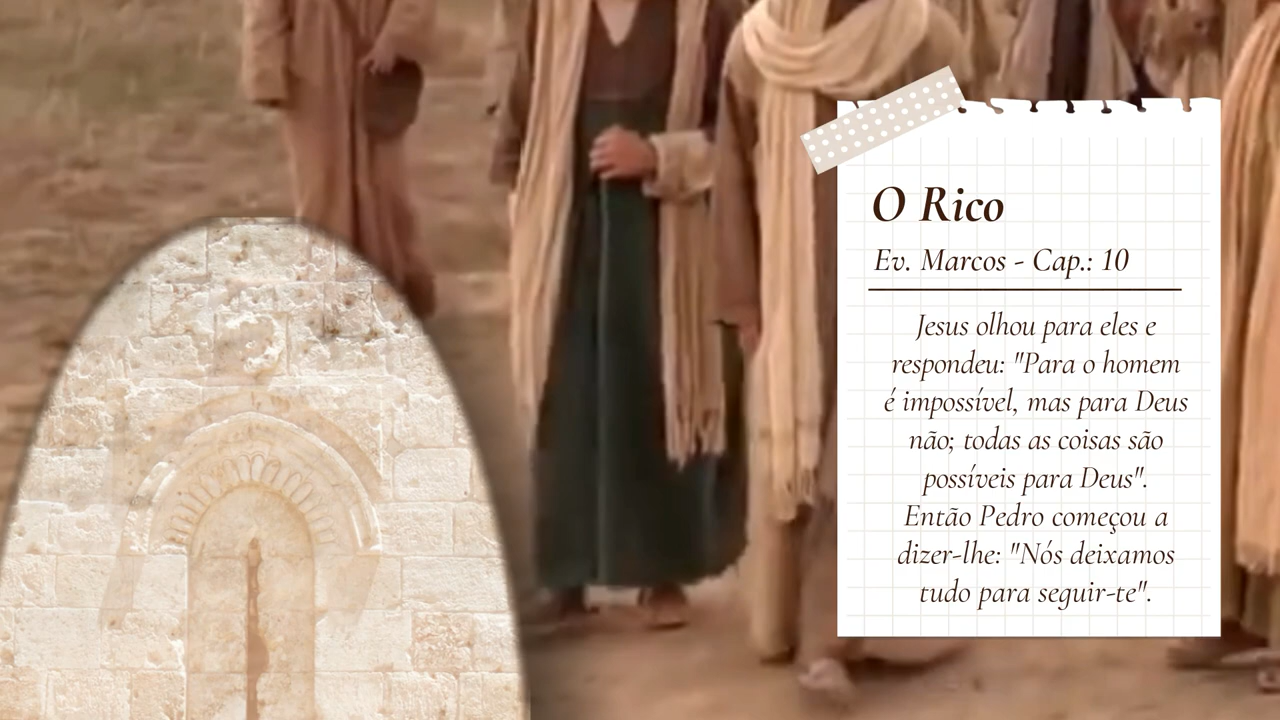 O Rico
Ev. Marcos - Cap.: 10
Jesus olhou para eles e
respondeu: "Para o homem
é impossível, mas para Deus
não; todas as coisas são
possíveis para Deus".
Então Pedro começou a
dizer-lhe: "Nós deixamos
tudo para seguir-te".